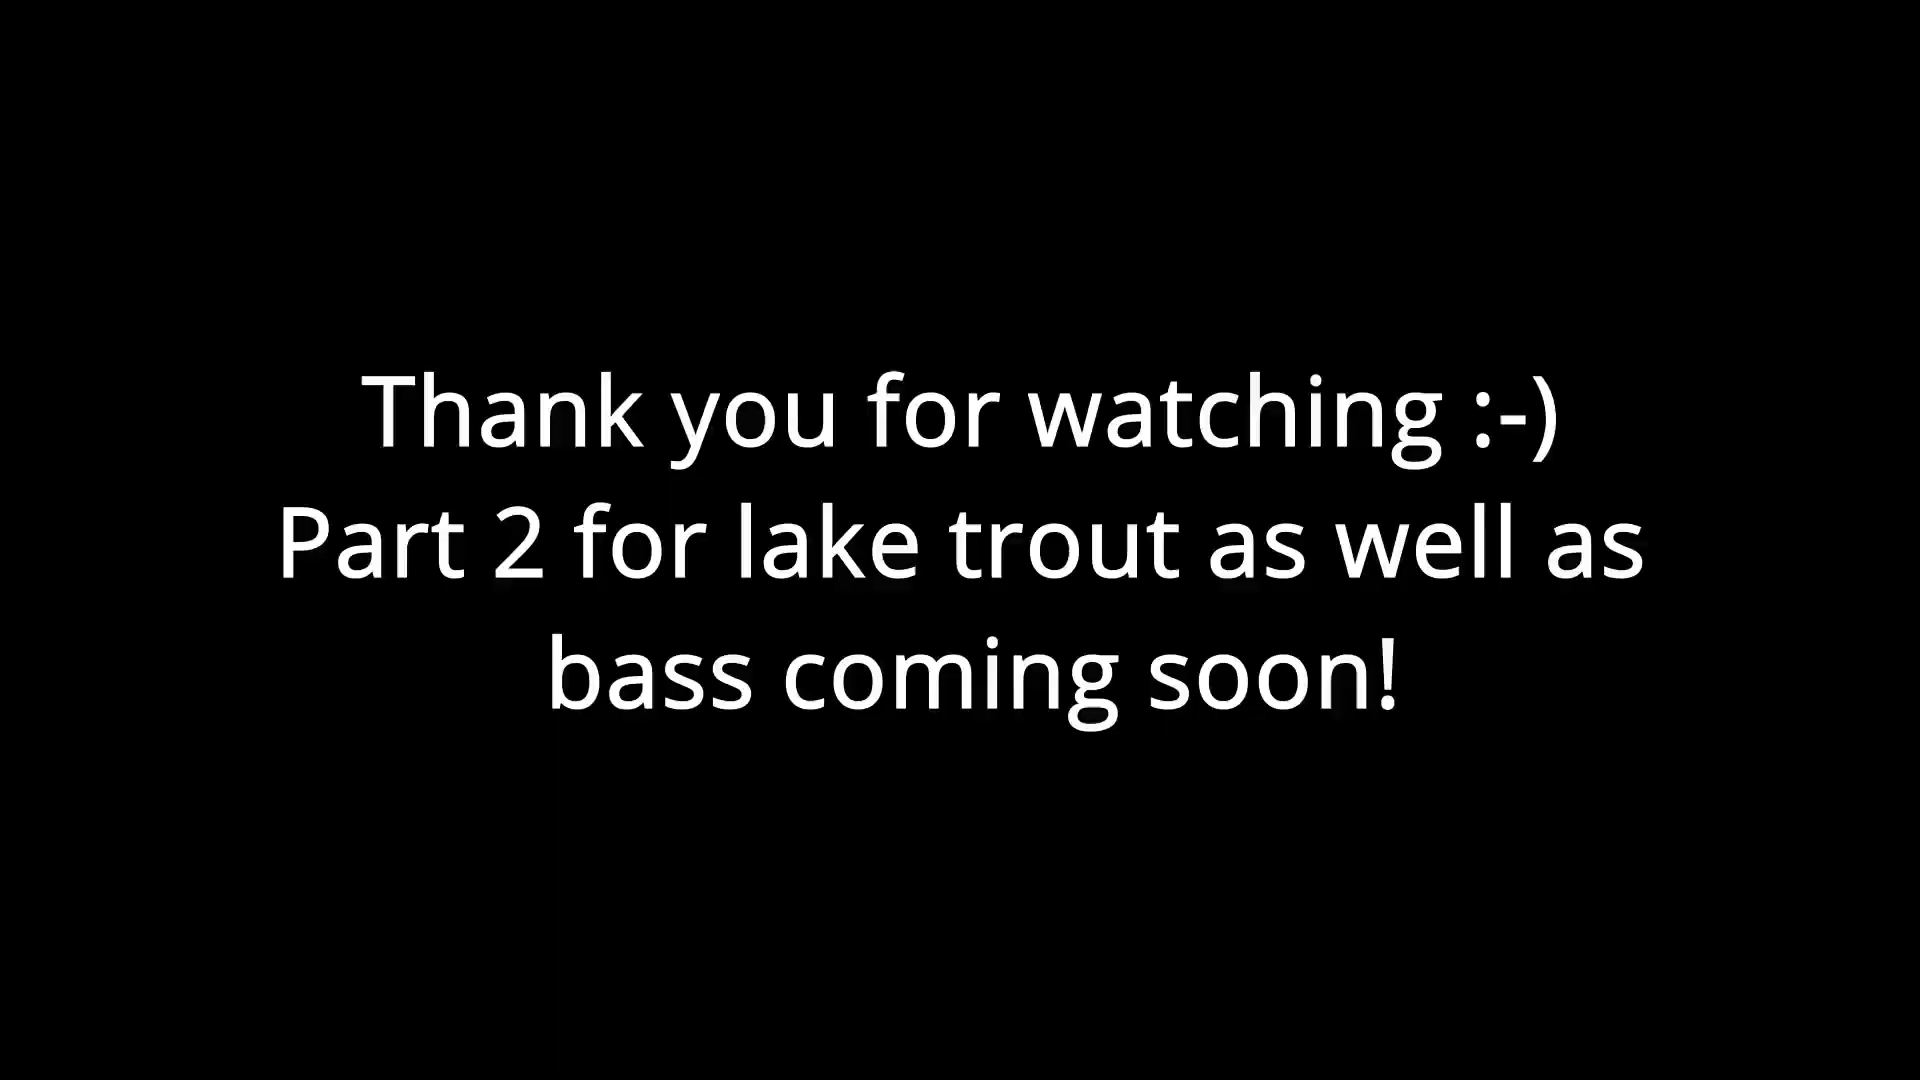 Thank you for watching :-)
Part 2 for lake trout as well as
bass coming soon!